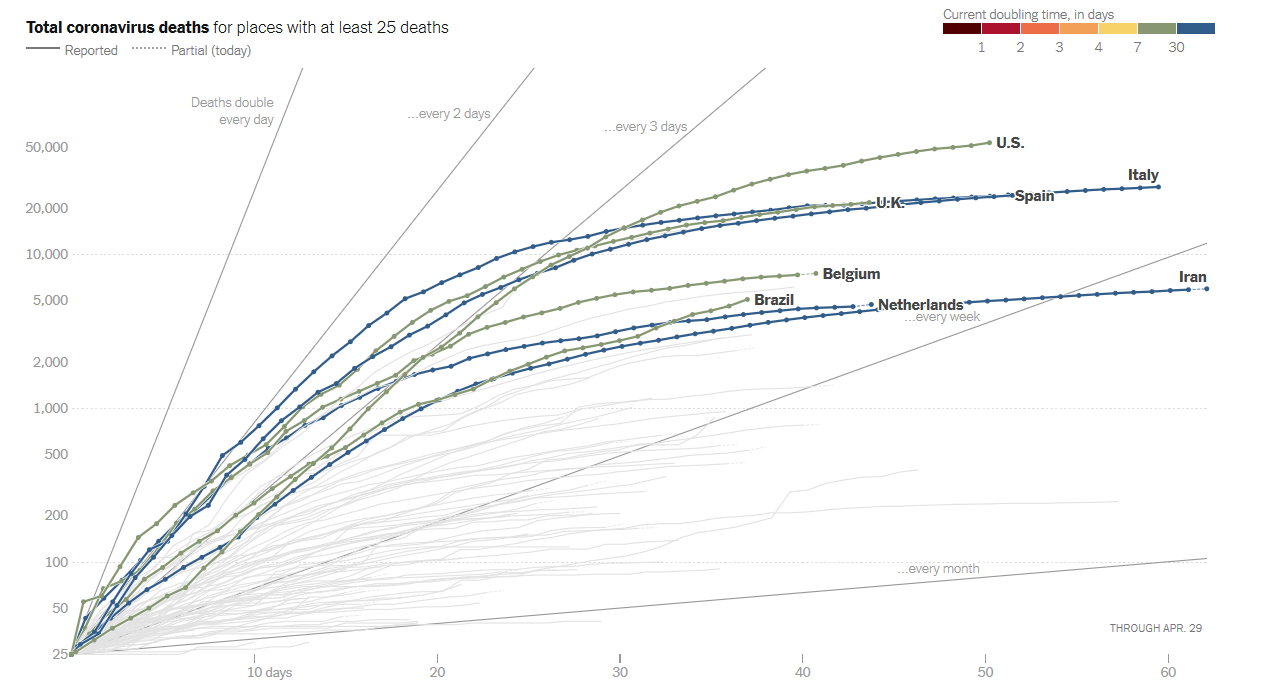 Total coronavirus deaths for places with at least 25 deaths
Reported Partial (today)
Current doubling time, in days
1 2 3 4 7 30
Deaths double
every day
...every 2 days
...every 3 days
50,000
20,000
10,000
5,000
2,000
1,000
500
200
100
50
25
U.S.
Italy
Spain
U.K.
Belgium
Iran
Brazil
Netherlands
...every week
...every month
THROUGH APR. 29
10 days 20 30 40 50 60